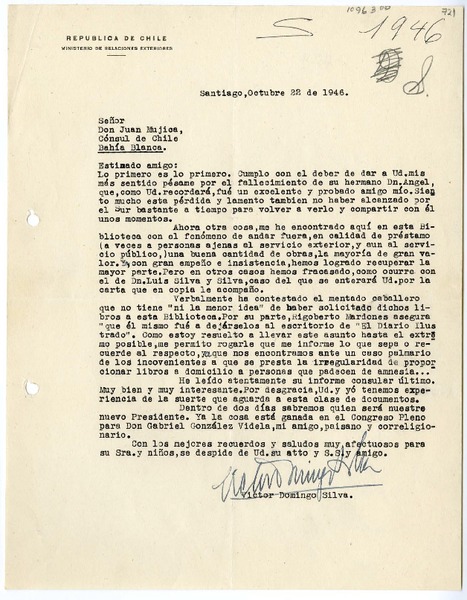 1096300
721
S 1946
S.
REPUBLICA DE CHILE
MINISTERIO DE RELACIONES EXTERIORES
Santiago,Octubre 22 de 1946.
Señor
Don Juan Mujica,
Cónsul de Chile
Bahía Blanca.
Estimado amigo:
Lo primero es lo primero. Cumplo con el deber de dar a Ud.mis
más sentido pésame por el fallecimiento de su hermano Dn.Angel,
que,como Ud.recordará,fué un excelente y probado amigo mío.Sien
to mucho esta pérdida y lamento tambien no haber alcanzado por
el Sur bastante a tiempo para volver a verlo y compartir con él
unos momentos.
Ahora otra cosa,me he encontrado aquí en esta Bi-
blioteca con el fenómeno de andar fuera,en calidad de préstamo
(a veces a personas ajenas al servicio exterior,y aun al servi-
cio público,)una buena cantidad de obras,la mayoría de gran va-
lor.Y,con gran empeño e insistencia,hemos logrado recuperar la
mayor parte.Pero en otros casos hemos fracasado,como ocurre con
el de Dn.Luis Silva y Silva,caso del que se enterará Ud.por la
carta que en copia le acompaño.
Verbalmente ha contestado el mentado caballero
que no tiene "ni la menor idea" de haber solicitado dichos li-
bros a esta Biblioteca.Por su parte,Rigoberto Mardones asegura
"que él mismo fué a dejárselos al escritorio de "El Diario Ilus
trado". Como estoy resuelto a llevar este asunto hasta el extre
mo posible,me permito rogarle que me informe lo que sepa o re-
cuerde al respecto, que nos encontramos ante un caso palmario
de los incovenientes a que se presta la irregularidad de propor
cionar libros a domicilio a personas que padecen de amnesia...
He leído etentamente su informe consular último.
Muy bien y muy interesante.Por desgracia,Ud.y yó tenemos expe-
riencia de la suerte que aguarda a esta clase de documentos.
Dentro de dos días sabremos quien será nuestro
nuevo Presidente. Ya la cosa está ganada en el Congreso Pleno
para Don Gabriel González Videla,mi amigo,paisano y correligio-
nario.
Con los mejores recuerdos y saludos muy afectuosos para
su Sra.y niños,se despide de Ud.su atto y S.S.y amigo.
Victor Domingo Silva
Víctor Domingo Silva.